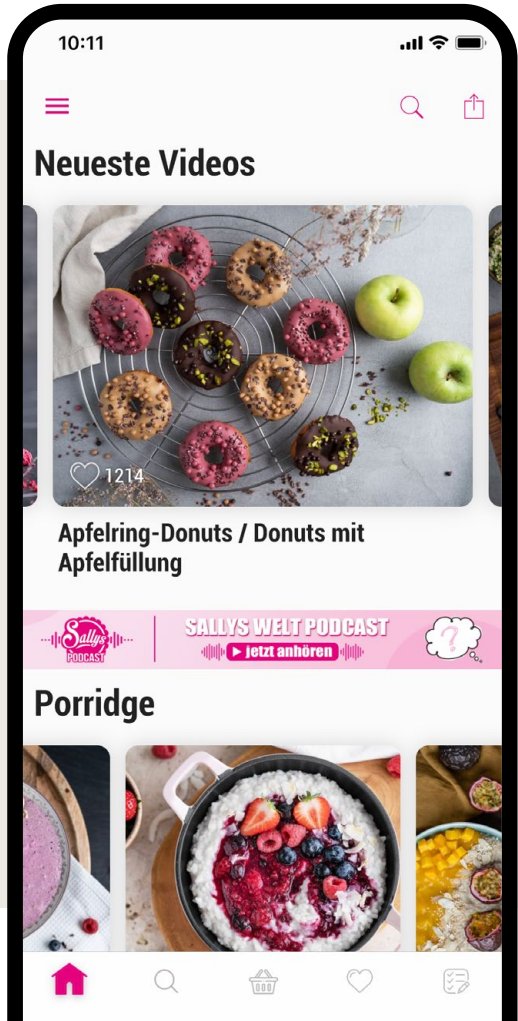 10:11
Neueste Videos
1214
Apfelring-Donuts / Donuts mit
Apfelfüllung
Sallys
PODCAST
SALLYS WELT PODCAST
jetzt anhören
?
Porridge